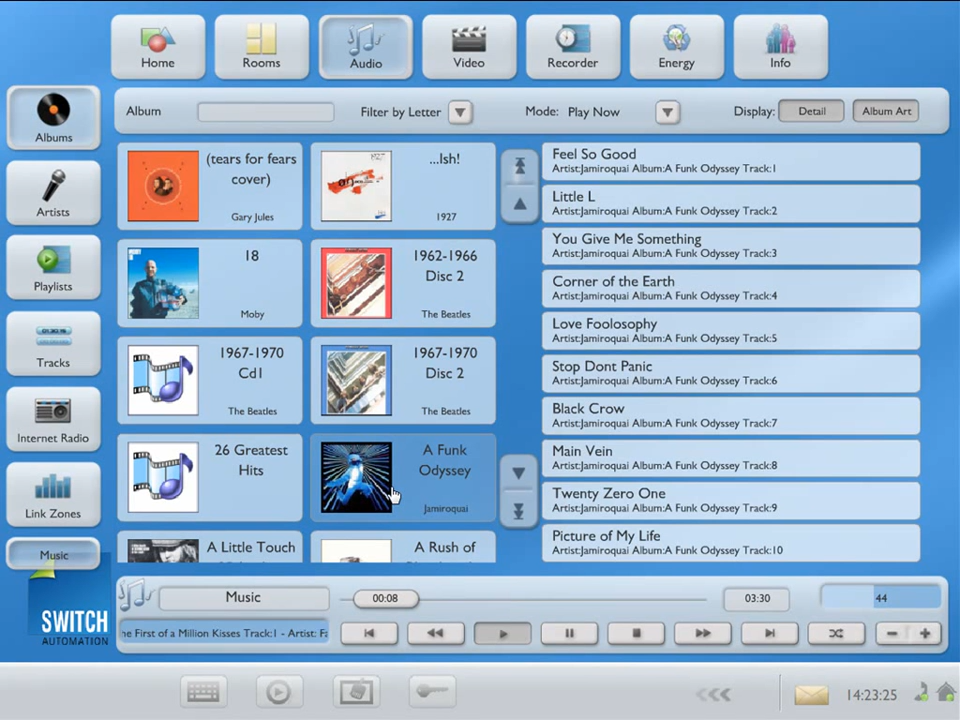 Home
Rooms
Audio
Video
Recorder
Energy
Info
Albums
Artists
Playlists
Tracks
Internet Radio
Link Zones
Music
Album
Filter by Letter
Mode: Play Now
Display:
Detail
Album Art
(tears for fears
cover)
Gary Jules
...Ish!
1927
18
Moby
1962-1966
Disc 2
The Beatles
1967-1970
Cd1
The Beatles
1967-1970
Disc 2
The Beatles
26 Greatest
Hits
A Funk
Odyssey
Jamiroquai
A Little Touch
A Rush of
Feel So Good
Artist:Jamiroquai Album:A Funk Odyssey Track:1
Little L
Artist:Jamiroquai Album:A Funk Odyssey Track:2
You Give Me Something
Artist:Jamiroquai Album:A Funk Odyssey Track:3
Corner of the Earth
Artist:Jamiroquai Album:A Funk Odyssey Track:4
Love Foolosophy
Artist:Jamiroquai Album:A Funk Odyssey Track:5
Stop Dont Panic
Artist:Jamiroquai Album:A Funk Odyssey Track:6
Black Crow
Artist:Jamiroquai Album:A Funk Odyssey Track:7
Main Vein
Artist:Jamiroquai Album:A Funk Odyssey Track:8
Twenty Zero One
Artist:Jamiroquai Album:A Funk Odyssey Track:9
Picture of My Life
Artist:Jamiroquai Album:A Funk Odyssey Track:10
SWITCH
AUTOMATION
Music
00:08
03:30
44
he First of a Million Kisses Track:1 - Artist: Fa
14:23:25